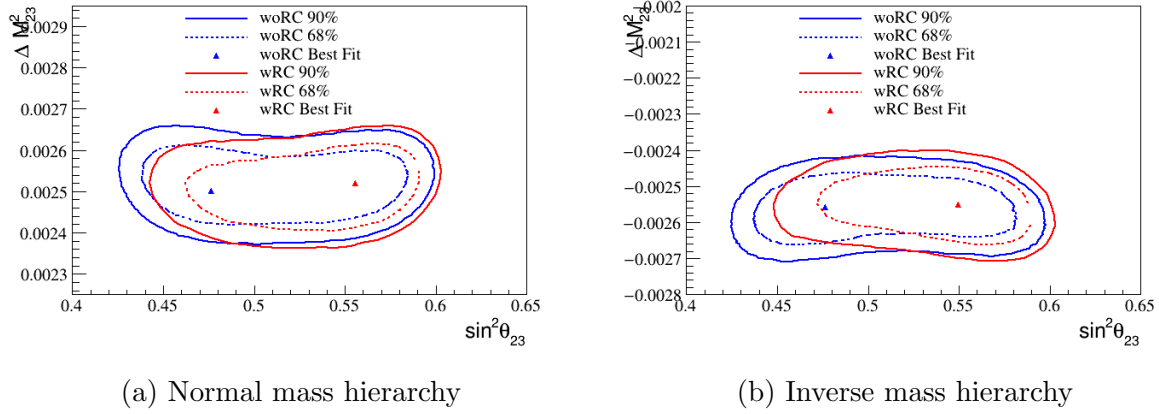 Δ M²₂₃
0.0029
0.0028
0.0027
0.0026
0.0025
0.0024
0.0023
0.4
0.45
0.5
0.55
0.6
0.65
sin²θ₂₃
woRC 90%
woRC 68%
woRC Best Fit
wRC 90%
wRC 68%
wRC Best Fit
(a) Normal mass hierarchy
Δ M²₂₃
−0.002
−0.0021
−0.0022
−0.0023
−0.0024
−0.0025
−0.0026
−0.0027
−0.0028
0.4
0.45
0.5
0.55
0.6
0.65
sin²θ₂₃
woRC 90%
woRC 68%
woRC Best Fit
wRC 90%
wRC 68%
wRC Best Fit
(b) Inverse mass hierarchy